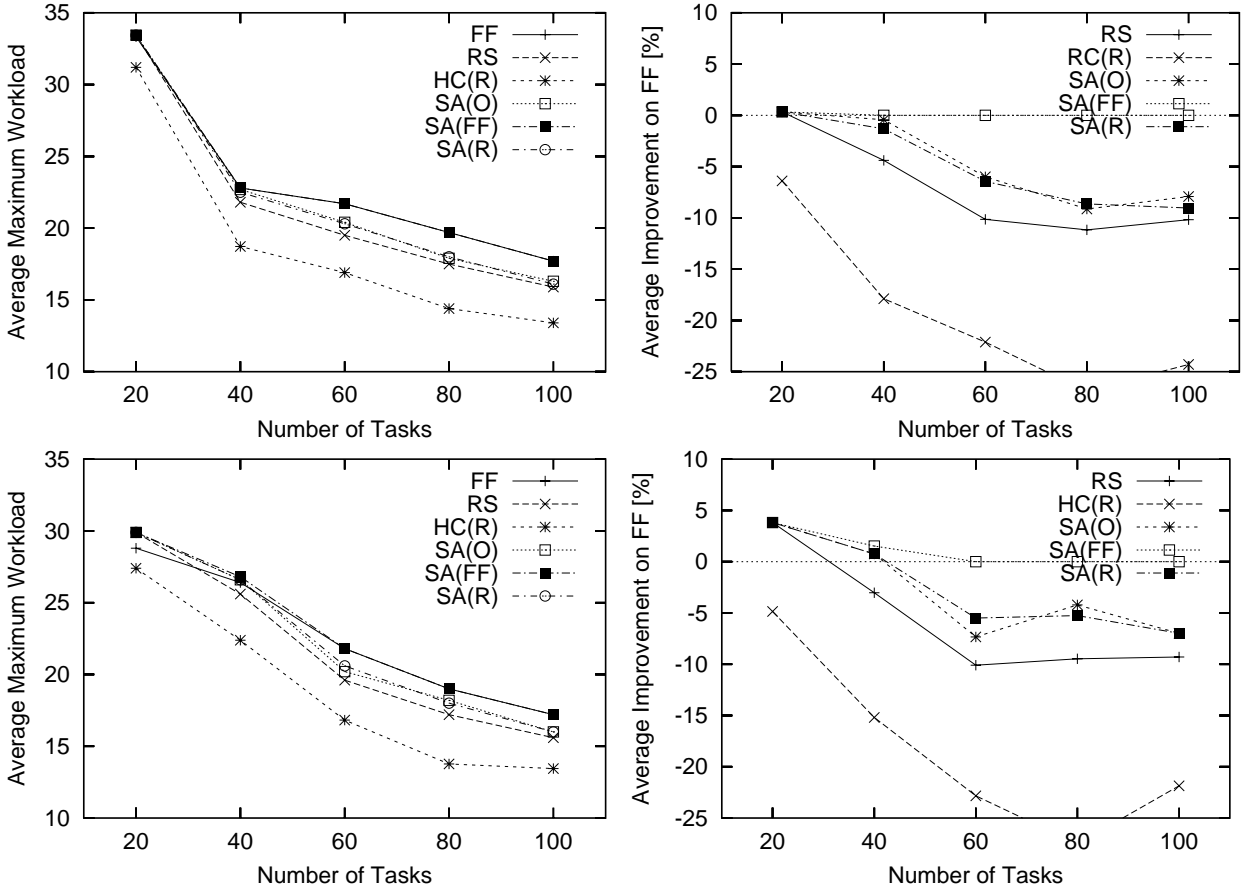 Average Maximum Workload
35
30
25
20
15
10
20 40 60 80 100
Number of Tasks
FF
RS
HC(R)
SA(O)
SA(FF)
SA(R)
Average Improvement on FF [%]
10
5
0
-5
-10
-15
-20
-25
20 40 60 80 100
Number of Tasks
RS
RC(R)
SA(O)
SA(FF)
SA(R)
Average Maximum Workload
35
30
25
20
15
10
20 40 60 80 100
Number of Tasks
FF
RS
HC(R)
SA(O)
SA(FF)
SA(R)
Average Improvement on FF [%]
10
5
0
-5
-10
-15
-20
-25
20 40 60 80 100
Number of Tasks
RS
HC(R)
SA(O)
SA(FF)
SA(R)